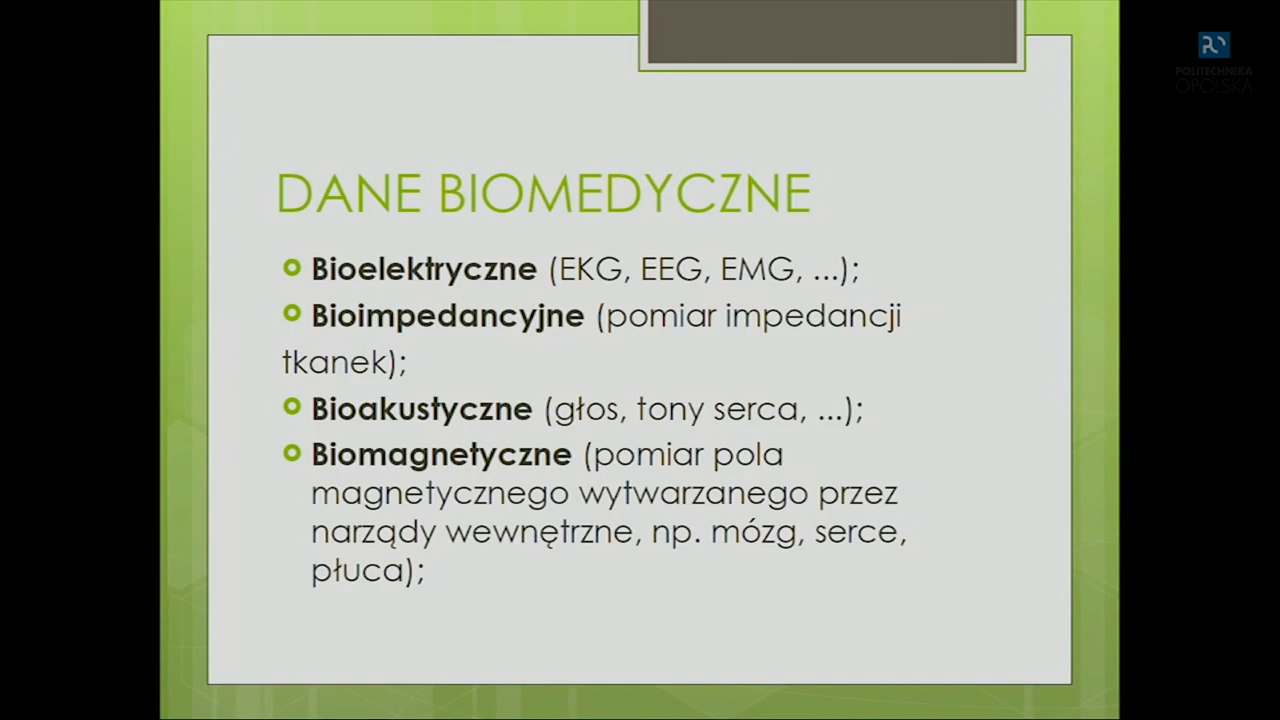 POLITECHNIKA
OPOLSKA
DANE BIOMEDYCZNE
Bioelektryczne (EKG, EEG, EMG, ...);
Bioimpedancyjne (pomiar impedancji
tkanek);
Bioakustyczne (głos, tony serca, ...);
Biomagnetyczne (pomiar pola
magnetycznego wytwarzanego przez
narządy wewnętrzne, np. mózg, serce,
płuca);